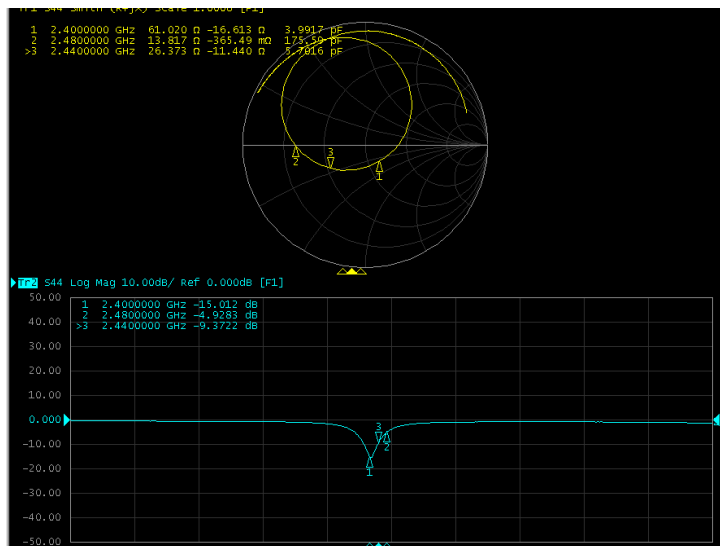 Tr1 S44 Smith (R+jX) Scale 1.0000 [F1]
1 2.4000000 GHz 61.020 Ω -16.613 Ω 3.9917 pF
2 2.4800000 GHz 13.817 Ω -365.49 mΩ 175.59 pF
>3 2.4400000 GHz 26.373 Ω -11.440 Ω 5.7016 pF
3
2
1
Tr2 S44 Log Mag 10.00dB/ Ref 0.000dB [F1]
50.00
1 2.4000000 GHz -15.012 dB
2 2.4800000 GHz -4.9283 dB
40.00
>3 2.4400000 GHz -9.3722 dB
30.00
20.00
10.00
0.000
3
-10.00
2
-20.00
1
-30.00
-40.00
-50.00